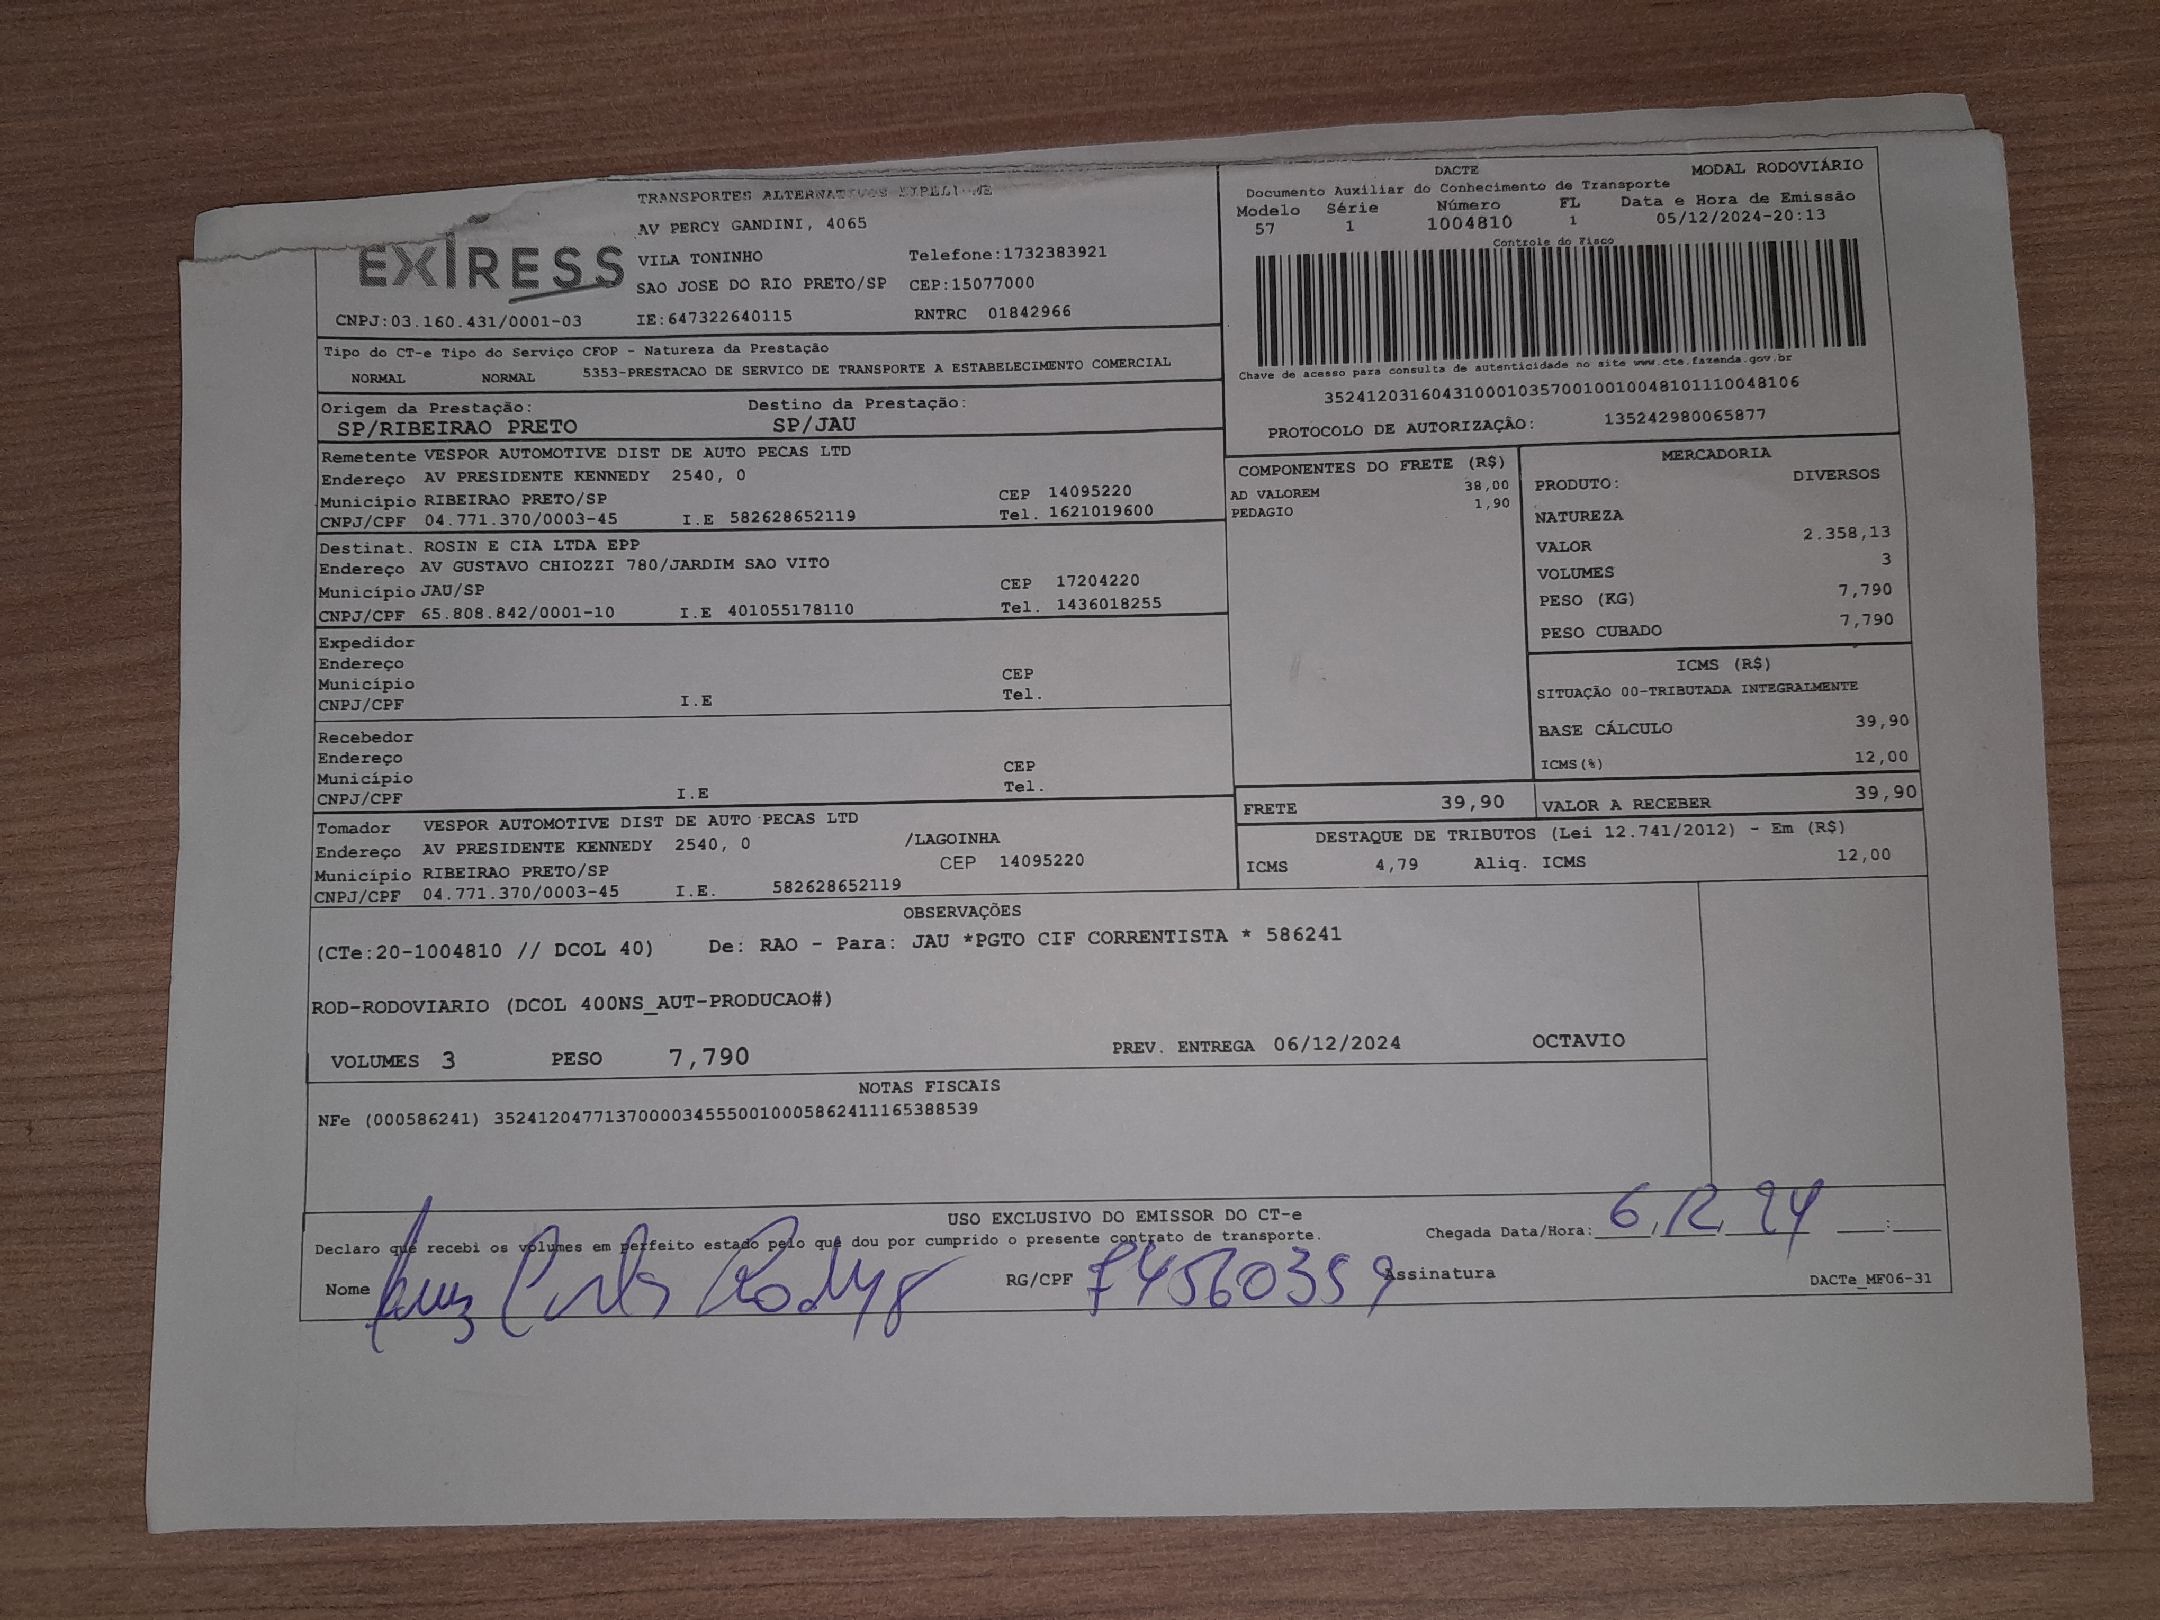 TRANSPORTES ALTERNATIVOS
EXPRESS
AV PERCY GANDINI, 4065
VILA TONINHO Telefone:1732383921
SAO JOSE DO RIO PRETO/SP CEP:15077000
CNPJ:03.160.431/0001-03 IE:647322640115 RNTRC 01842966
DACTE MODAL RODOVIÁRIO
Documento Auxiliar do Conhecimento de Transporte
Modelo Série Número FL Data e Hora de Emissão
57 1 1004810 1 05/12/2024-20:13
Controle do Fisco
Chave de acesso para consulta de autenticidade no site www.cte.fazenda.gov.br
35241203160431000103570010010048101110048106
PROTOCOLO DE AUTORIZAÇÃO: 135242980065877
Tipo do CT-e Tipo do Serviço CFOP - Natureza da Prestação
NORMAL NORMAL 5353-PRESTACAO DE SERVICO DE TRANSPORTE A ESTABELECIMENTO COMERCIAL
Origem da Prestação: Destino da Prestação:
SP/RIBEIRAO PRETO SP/JAU
Remetente VESPOR AUTOMOTIVE DIST DE AUTO PECAS LTD
Endereço AV PRESIDENTE KENNEDY 2540, 0
Município RIBEIRAO PRETO/SP CEP 14095220
CNPJ/CPF 04.771.370/0003-45 I.E 582628652119 Tel. 1621019600
Destinat. ROSIN E CIA LTDA EPP
Endereço AV GUSTAVO CHIOZZI 780/JARDIM SAO VITO
Município JAU/SP CEP 17204220
CNPJ/CPF 65.808.842/0001-10 I.E 401055178110 Tel. 1436018255
Expedidor
Endereço
Município CEP
CNPJ/CPF I.E Tel.
Recebedor
Endereço
Município CEP
CNPJ/CPF I.E Tel.
Tomador VESPOR AUTOMOTIVE DIST DE AUTO PECAS LTD
Endereço AV PRESIDENTE KENNEDY 2540, 0 /LAGOINHA
Município RIBEIRAO PRETO/SP CEP 14095220
CNPJ/CPF 04.771.370/0003-45 I.E. 582628652119
COMPONENTES DO FRETE (R$)
AD VALOREM 38,00
PEDAGIO 1,90
MERCADORIA
PRODUTO: DIVERSOS
NATUREZA
VALOR 2.358,13
VOLUMES 3
PESO (KG) 7,790
PESO CUBADO 7,790
ICMS (R$)
SITUAÇÃO 00-TRIBUTADA INTEGRALMENTE
BASE CÁLCULO 39,90
ICMS(%) 12,00
FRETE 39,90 VALOR A RECEBER 39,90
DESTAQUE DE TRIBUTOS (Lei 12.741/2012) - Em (R$)
ICMS 4,79 Aliq. ICMS 12,00
OBSERVAÇÕES
(CTe:20-1004810 // DCOL 40) De: RAO - Para: JAU *PGTO CIF CORRENTISTA * 586241
ROD-RODOVIARIO (DCOL 400NS_AUT-PRODUCAO#)
VOLUMES 3 PESO 7,790 PREV. ENTREGA 06/12/2024 OCTAVIO
NOTAS FISCAIS
NFe (000586241) 35241204771370000345550010005862411165388539
USO EXCLUSIVO DO EMISSOR DO CT-e
Declaro que recebi os volumes em perfeito estado pelo que dou por cumprido o presente contrato de transporte. Chegada Data/Hora: 6/12 24 :
Nome RG/CPF 74560359 Assinatura DACTe_MF06-31